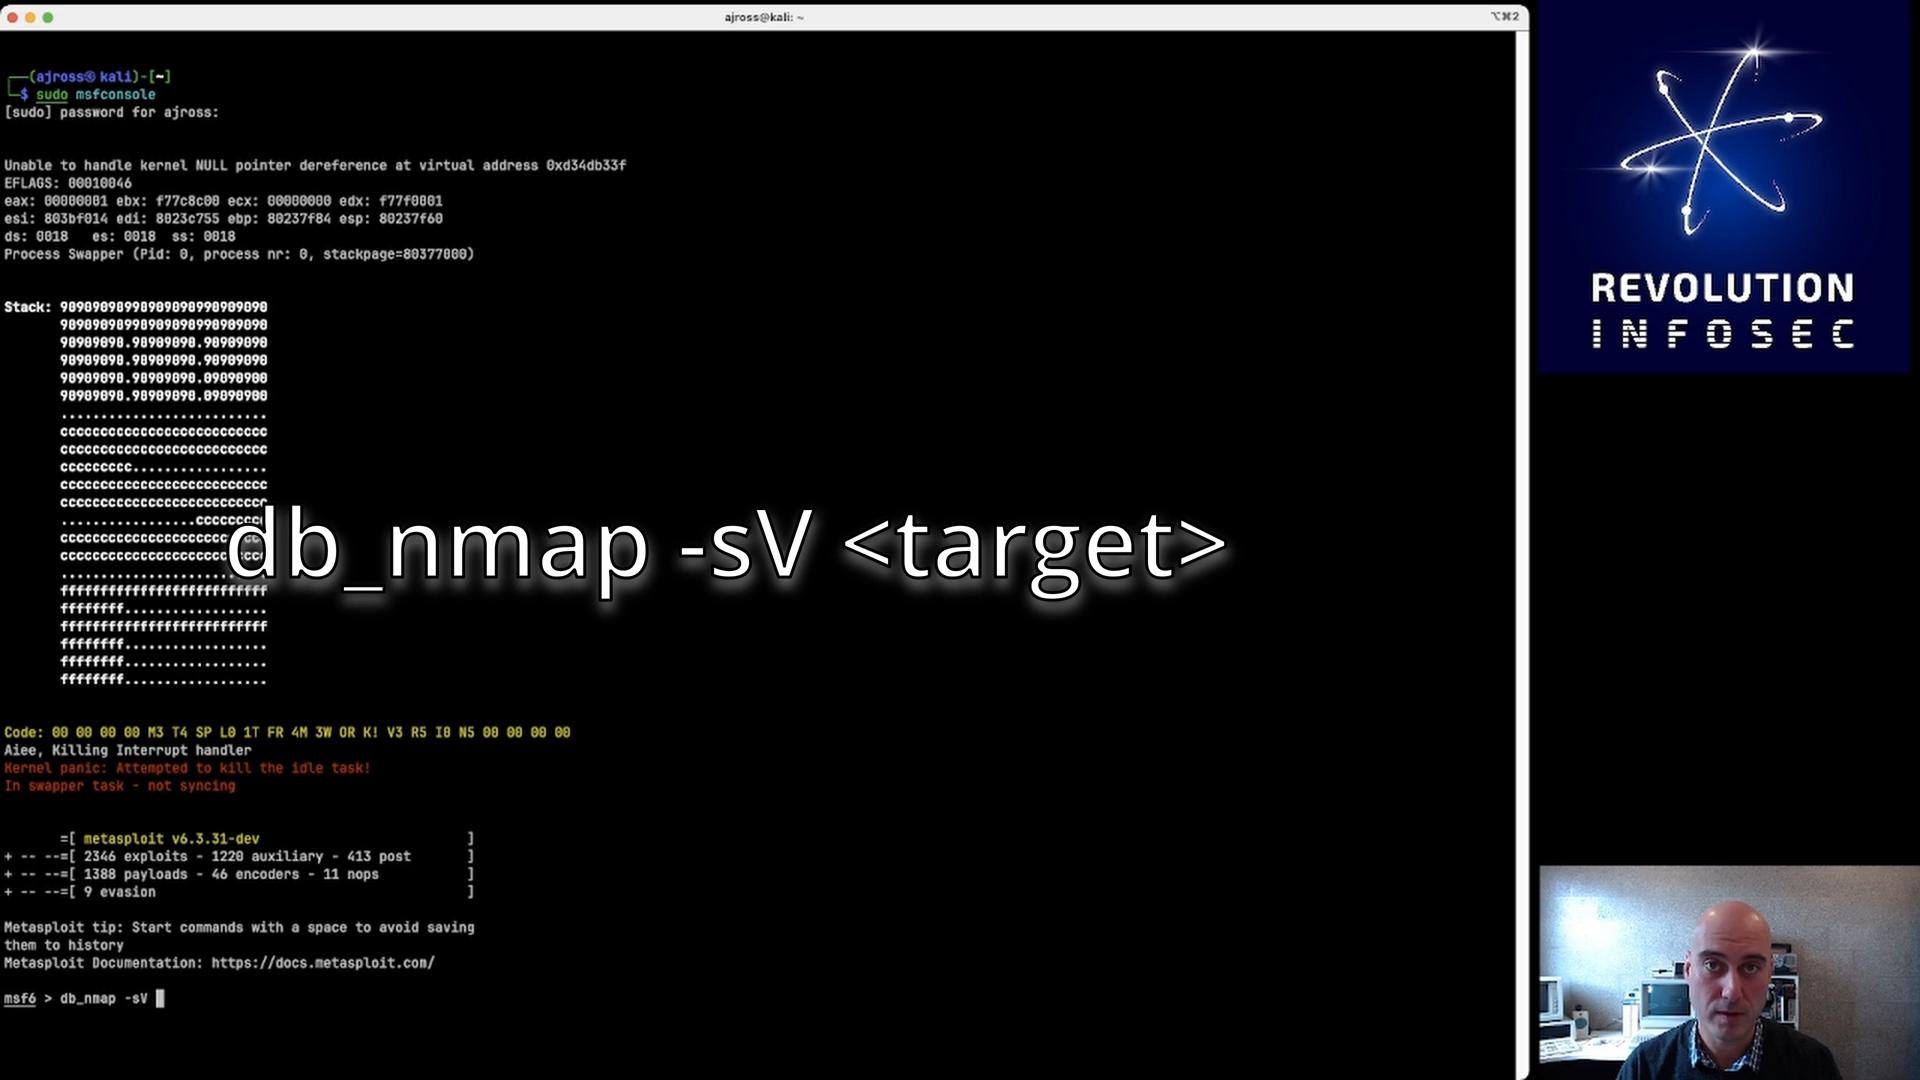 ajross@kali: ~
⌥⌘2
┌──(ajross㉿kali)-[~]
└─$ sudo msfconsole
[sudo] password for ajross:
Unable to handle kernel NULL pointer dereference at virtual address 0xd34db33f
EFLAGS: 00010046
eax: 00000001 ebx: f77c8c00 ecx: 00000000 edx: f77f0001
esi: 803bf014 edi: 8023c755 ebp: 80237f84 esp: 80237f60
ds: 0018   es: 0018  ss: 0018
Process Swapper (Pid: 0, process nr: 0, stackpage=80377000)
Stack: 90909090990909090990909090
90909090990909090990909090
90909090.90909090.90909090
90909090.90909090.90909090
90909090.90909090.09090900
90909090.90909090.09090900
..........................
cccccccccccccccccccccccccc
cccccccccccccccccccccccccc
ccccccccc.................
cccccccccccccccccccccccccc
cccccccccccccccccccccccccc
.................ccccccccc
cccccccccccccccccccccccccc
cccccccccccccccccccccccccc
..........................
ffffffffffffffffffffffffff
ffffffff..................
ffffffffffffffffffffffffff
ffffffff..................
ffffffff..................
ffffffff..................
db_nmap -sV <target>
Code: 00 00 00 00 M3 T4 SP L0 1T FR 4M 3W OR K! V3 R5 I0 N5 00 00 00 00
Aiee, Killing Interrupt handler
Kernel panic: Attempted to kill the idle task!
In swapper task - not syncing
=[ metasploit v6.3.31-dev                          ]
+ -- --=[ 2346 exploits - 1220 auxiliary - 413 post       ]
+ -- --=[ 1388 payloads - 46 encoders - 11 nops           ]
+ -- --=[ 9 evasion                                       ]
Metasploit tip: Start commands with a space to avoid saving
them to history
Metasploit Documentation: https://docs.metasploit.com/
msf6 > db_nmap -sV
REVOLUTION
INFOSEC